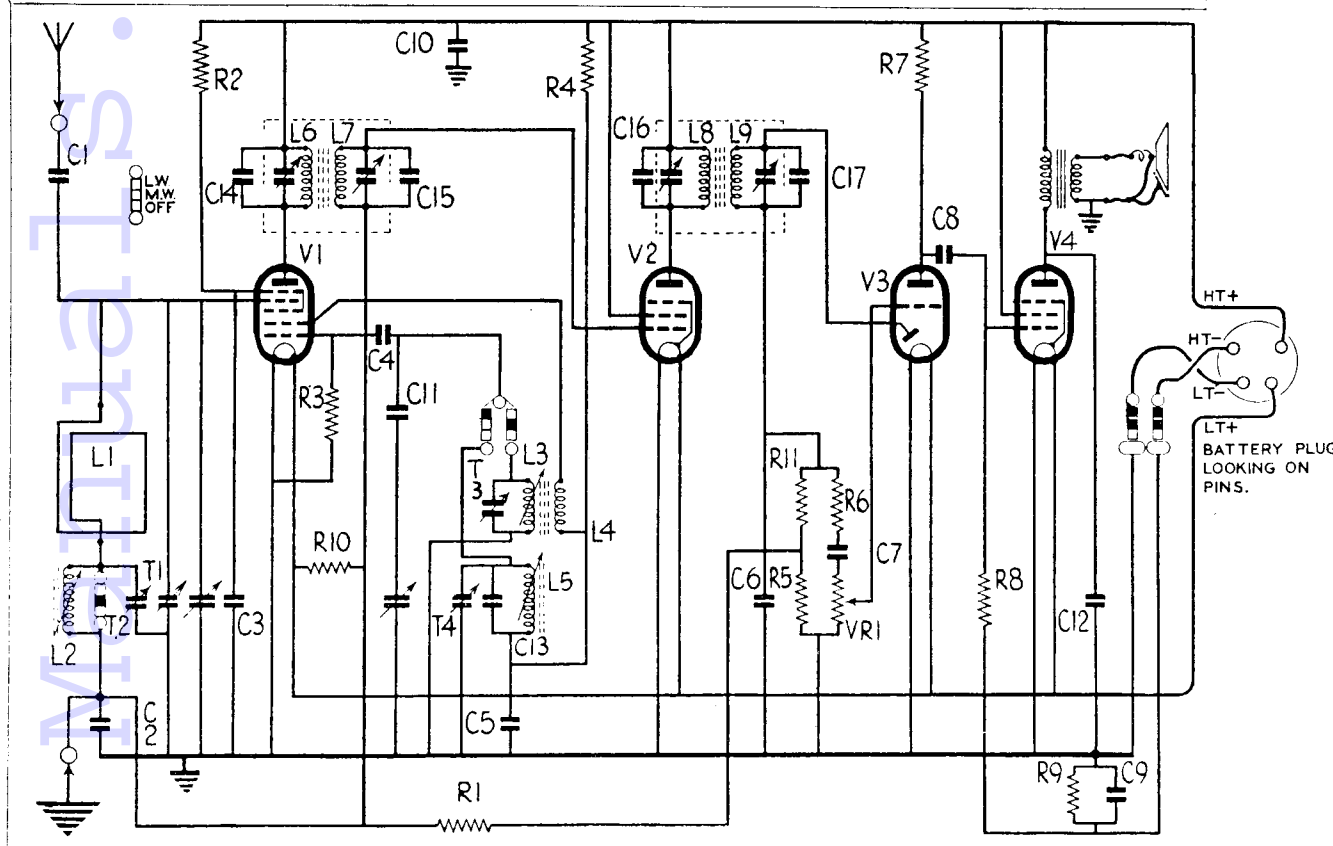 Manuals.
C1
L.W.
M.W.
OFF
R2
C10
R4
R7
L6
L7
C14
C15
C16
L8
L9
C17
C8
V1
V2
V3
V4
HT+
HT-
LT-
LT+
BATTERY PLUG
LOOKING ON
PINS.
L1
R3
C4
C11
T
3
L3
L4
R11
R6
C7
R10
L5
T1
T2
C3
L2
T4
C13
C6
R5
VR1
R8
C12
C
2
C5
R1
R9
C9